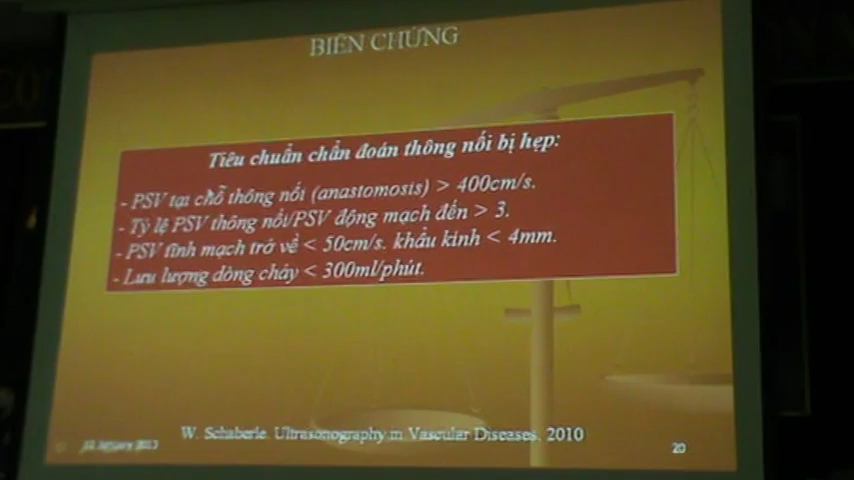 BIẾN CHỨNG
Tiêu chuẩn chẩn đoán thông nối bị hẹp:
- PSV tại chỗ thông nối (anastomosis) > 400cm/s.
- Tỷ lệ PSV thông nối/PSV động mạch đến > 3.
- PSV tĩnh mạch trở về < 50cm/s. khẩu kính < 4mm.
- Lưu lượng dòng chảy < 300ml/phút.
W. Schaberle. Ultrasonography in Vascular Diseases. 2010
January 2013
20